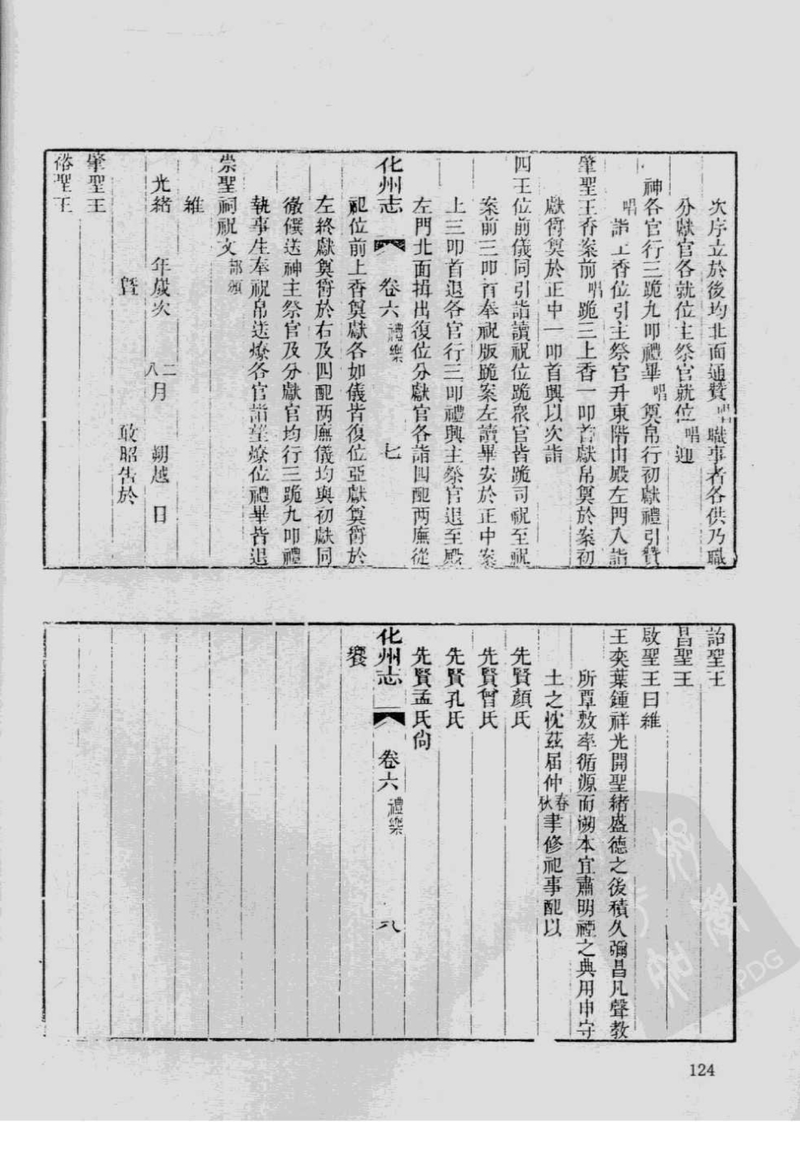 次序立於後均北面通贊唱職事者各供乃職
分獻官各就位主祭官就位唱迎
神各官行三跪九叩禮畢唱奠帛行初獻禮引贊
唱詣上香位引主祭官升東階由殿左門入詣
肇聖王香案前唱跪三上香一叩首獻帛奠於案初
獻爵奠於正中一叩首興以次詣
四王位前儀同引詣讀祝位跪衆官皆跪司祝至祝
案前三叩首奉祝版跪案左讀畢安於正中案
上三叩首退各官行三叩禮興主祭官退至殿
左門北面揖出復位分獻官各詣四配两廡從
化州志 卷六 禮樂 七
祀位前上香奠獻各如儀皆復位亞獻奠爵於
左終獻奠爵於右及四配两廡儀均與初獻同
徹饌送神主祭官及分獻官均行三跪九叩禮
執事生奉祝帛送燎各官詣望燎位禮畢皆退
崇聖祠祝文部頒
維
光緒 年歲次 二八月 朔越 日
敢昭告於
肇聖王
裕聖王
詒聖王
昌聖王
啟聖王曰維
王奕葉鍾祥光開聖緒盛德之後積久彌昌凡聲教
所覃敷率循源而溯本宜肅明禋之典用申守
土之忱茲届仲春秋聿修祀事配以
先賢顏氏
先賢曾氏
先賢孔氏
先賢孟氏尙
化州志 卷六 禮樂 八
饗
124
PDG